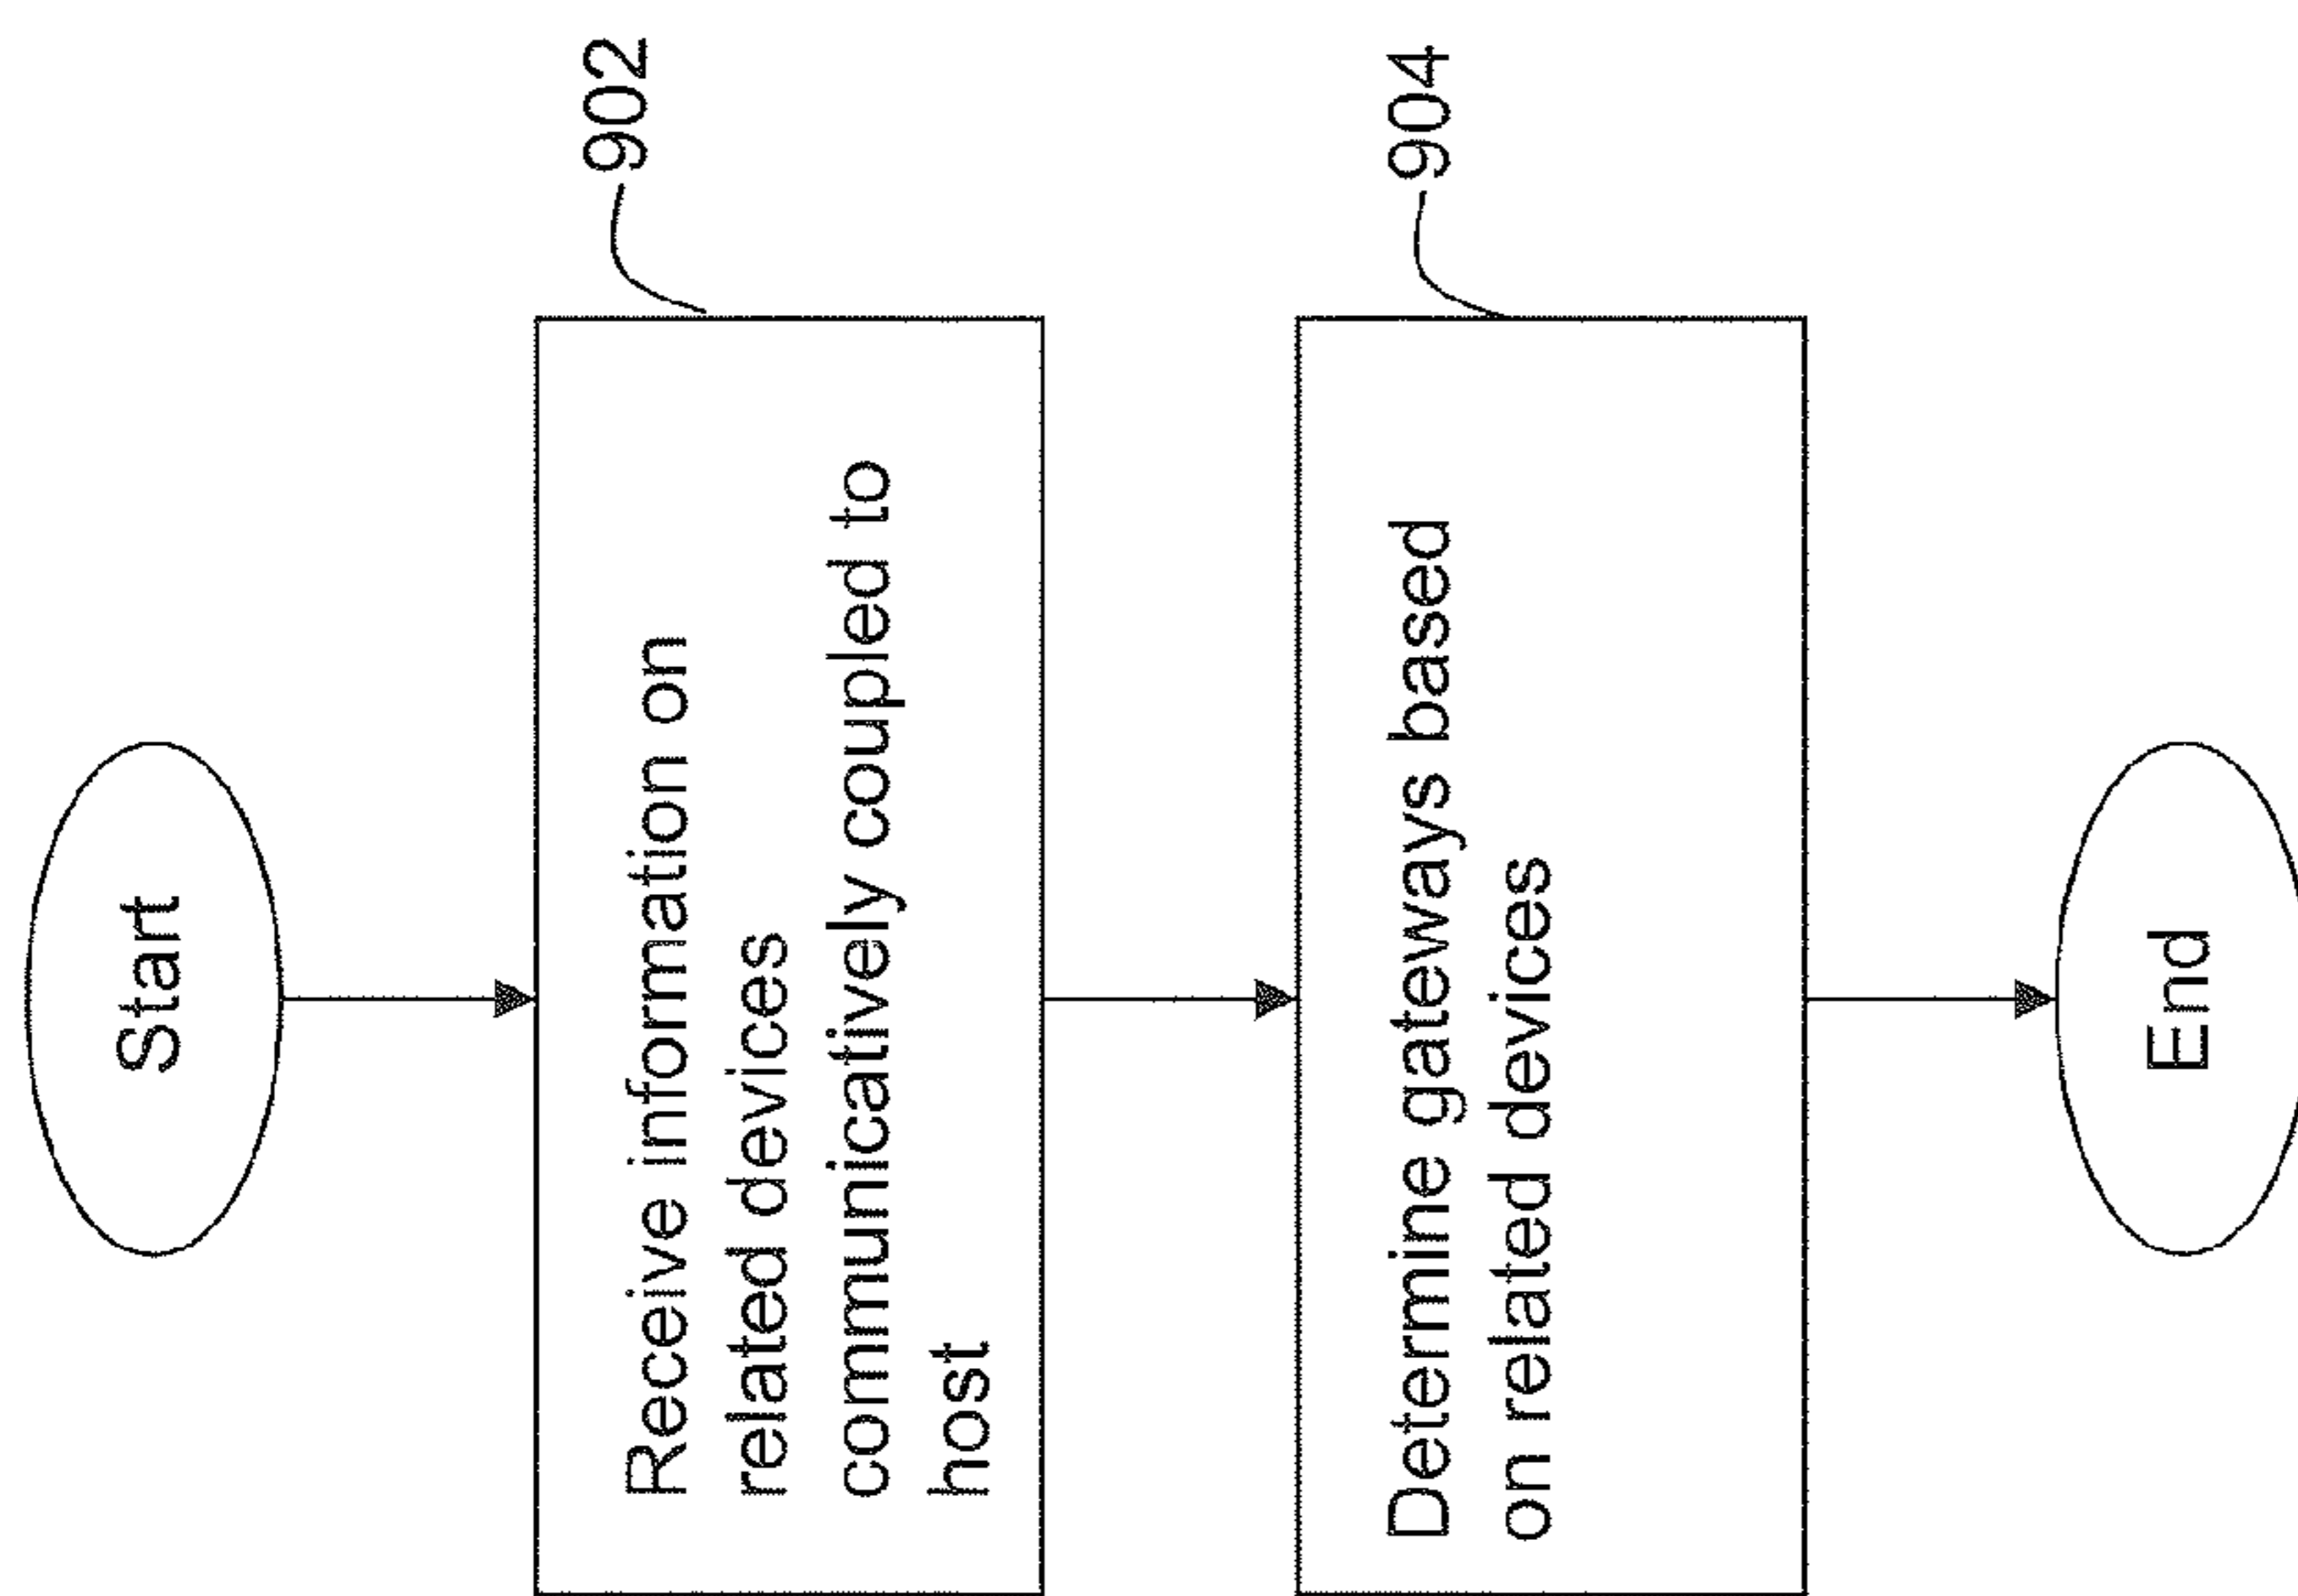 Start
902
Receive information on
related devices
communicatively coupled to
host
904
Determine gateways based
on related devices
End